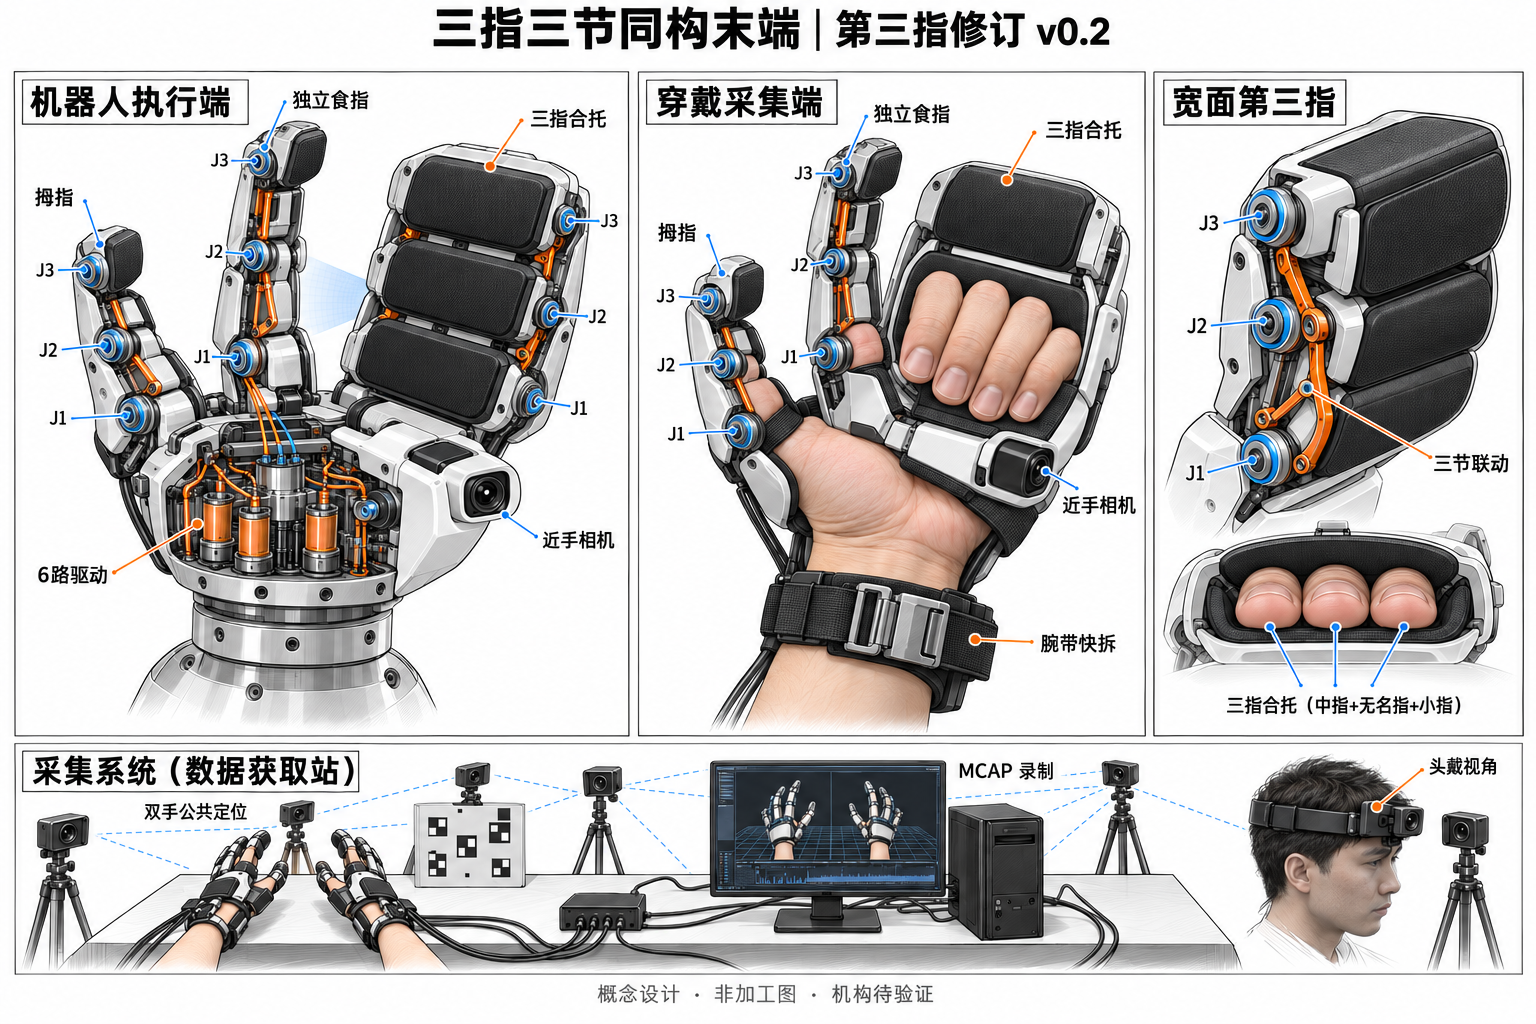 三指三节同构末端 | 第三指修订 v0.2
机器人执行端
独立食指
三指合托
J3
拇指
J3
J2
J3
J2
J2
J1
J1
J1
近手相机
6路驱动
穿戴采集端
独立食指
三指合托
J3
拇指
J2
J3
J1
J2
J1
近手相机
腕带快拆
宽面第三指
J3
J2
J1
三节联动
三指合托（中指+无名指+小指）
采集系统（数据获取站）
双手公共定位
MCAP 录制
头戴视角
概念设计 · 非加工图 · 机构待验证